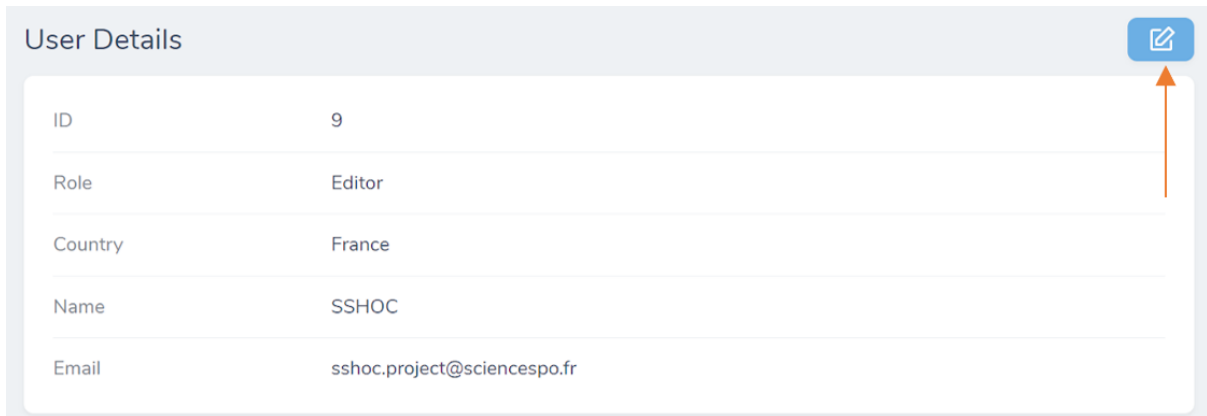 User Details
ID 9
Role Editor
Country France
Name SSHOC
Email sshoc.project@sciencespo.fr